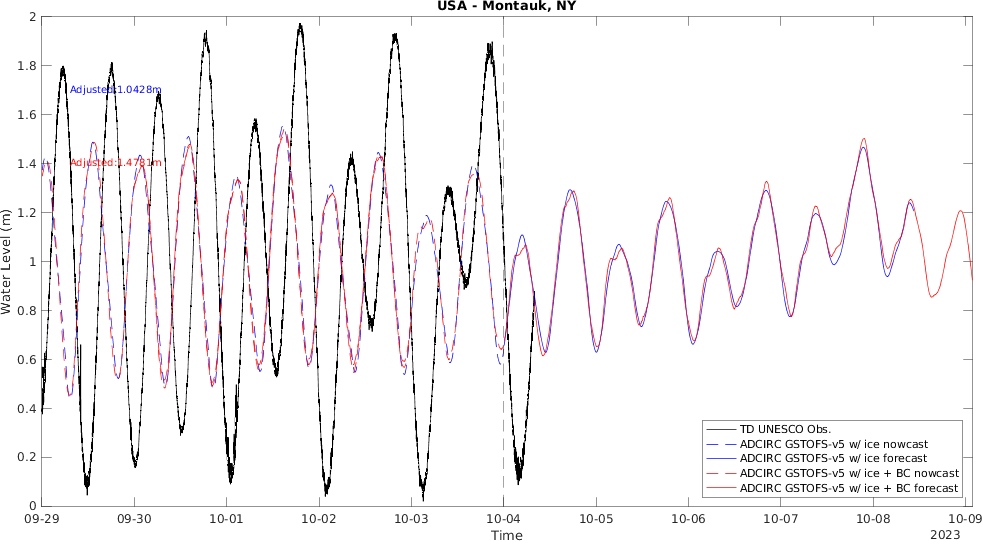 USA - Montauk, NY
2
1.8
Adjusted:1.0428m
1.6
1.4
Adjusted:1.4781m
1.2
1
0.8
0.6
0.4
0.2
0
Water Level (m)
TD UNESCO Obs.
ADCIRC GSTOFS-v5 w/ ice nowcast
ADCIRC GSTOFS-v5 w/ ice forecast
ADCIRC GSTOFS-v5 w/ ice + BC nowcast
ADCIRC GSTOFS-v5 w/ ice + BC forecast
09-29 09-30 10-01 10-02 10-03 10-04 10-05 10-06 10-07 10-08 10-09
Time
2023